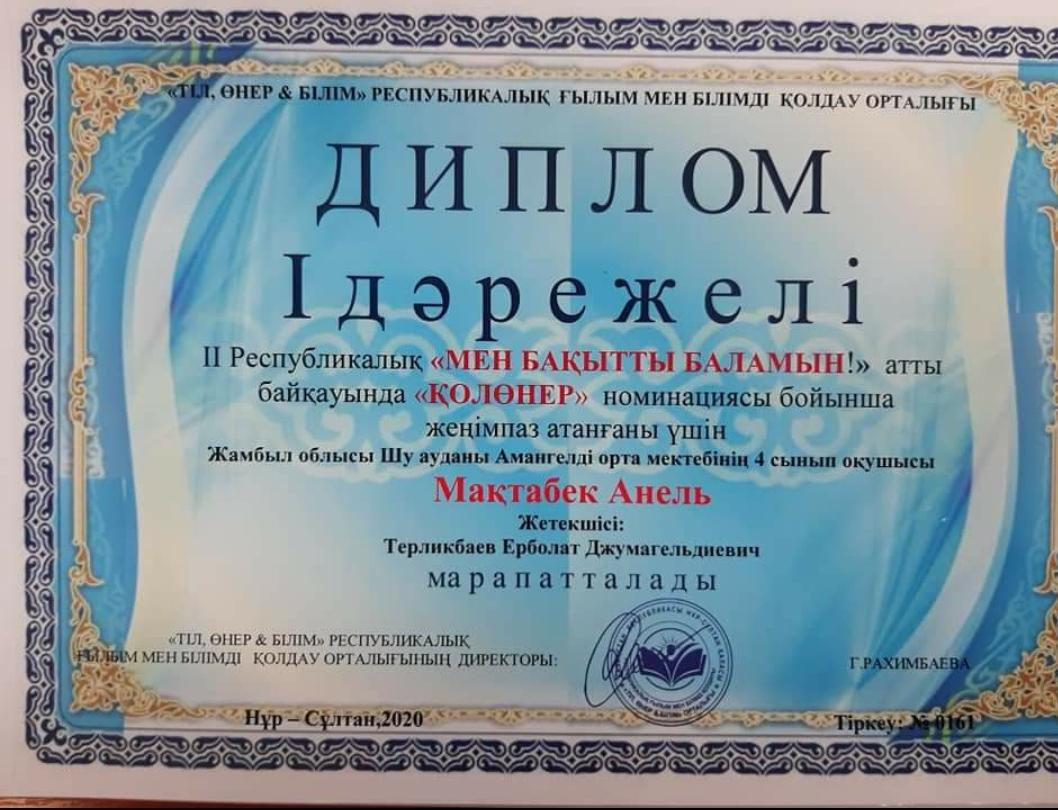 «ТІЛ, ӨНЕР & БІЛІМ» РЕСПУБЛИКАЛЫҚ ҒЫЛЫМ МЕН БІЛІМДІ ҚОЛДАУ ОРТАЛЫҒЫ
ДИПЛОМ
І дәрежелі
ІІ Республикалық «МЕН БАҚЫТТЫ БАЛАМЫН!» атты
байқауында «ҚОЛӨНЕР» номинациясы бойынша
жеңімпаз атанғаны үшін
Жамбыл облысы Шу ауданы Амангелді орта мектебінің 4 сынып оқушысы
Мақтабек Анель
Жетекшісі:
Терликбаев Ерболат Джумагельдиевич
марапатталады
«ТІЛ, ӨНЕР & БІЛІМ» РЕСПУБЛИКАЛЫҚ
ҒЫЛЫМ МЕН БІЛІМДІ ҚОЛДАУ ОРТАЛЫҒЫНЫҢ ДИРЕКТОРЫ:
Г.РАХИМБАЕВА
Нұр – Сұлтан,2020
Тіркеу: № 0161